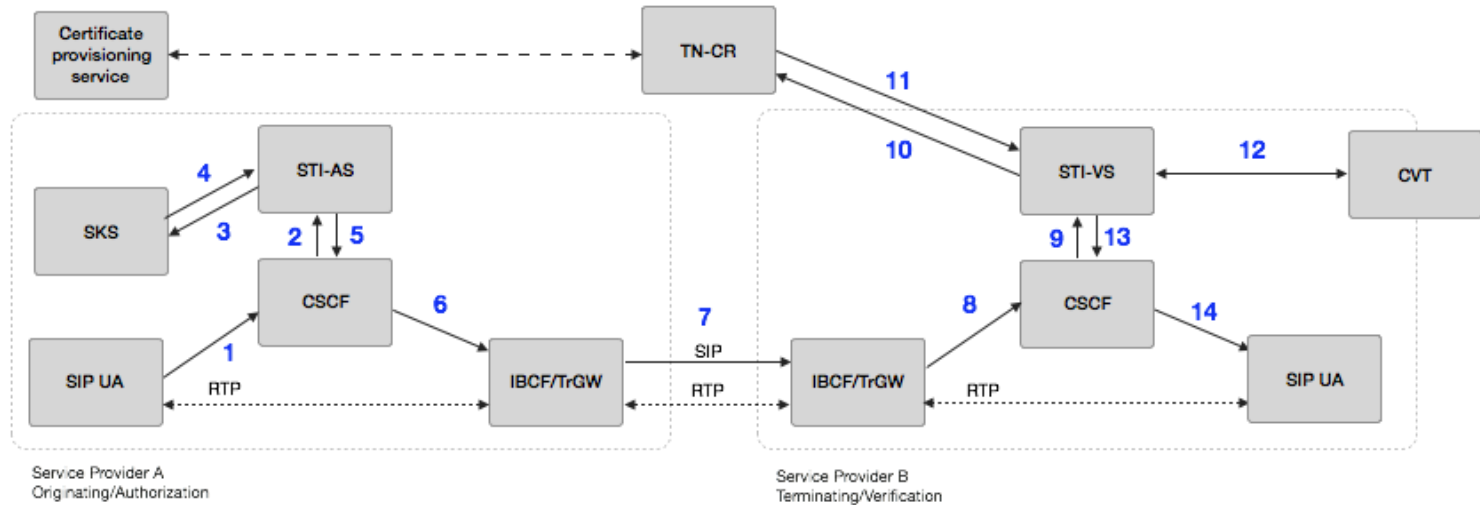 Certificate
provisioning
service
TN-CR
11
10
STI-AS
4
3
SKS
2
5
CSCF
6
1
SIP UA
RTP
IBCF/TrGW
7
SIP
RTP
STI-VS
12
CVT
9
13
CSCF
8
14
IBCF/TrGW
RTP
SIP UA
Service Provider A
Originating/Authorization
Service Provider B
Terminating/Verification